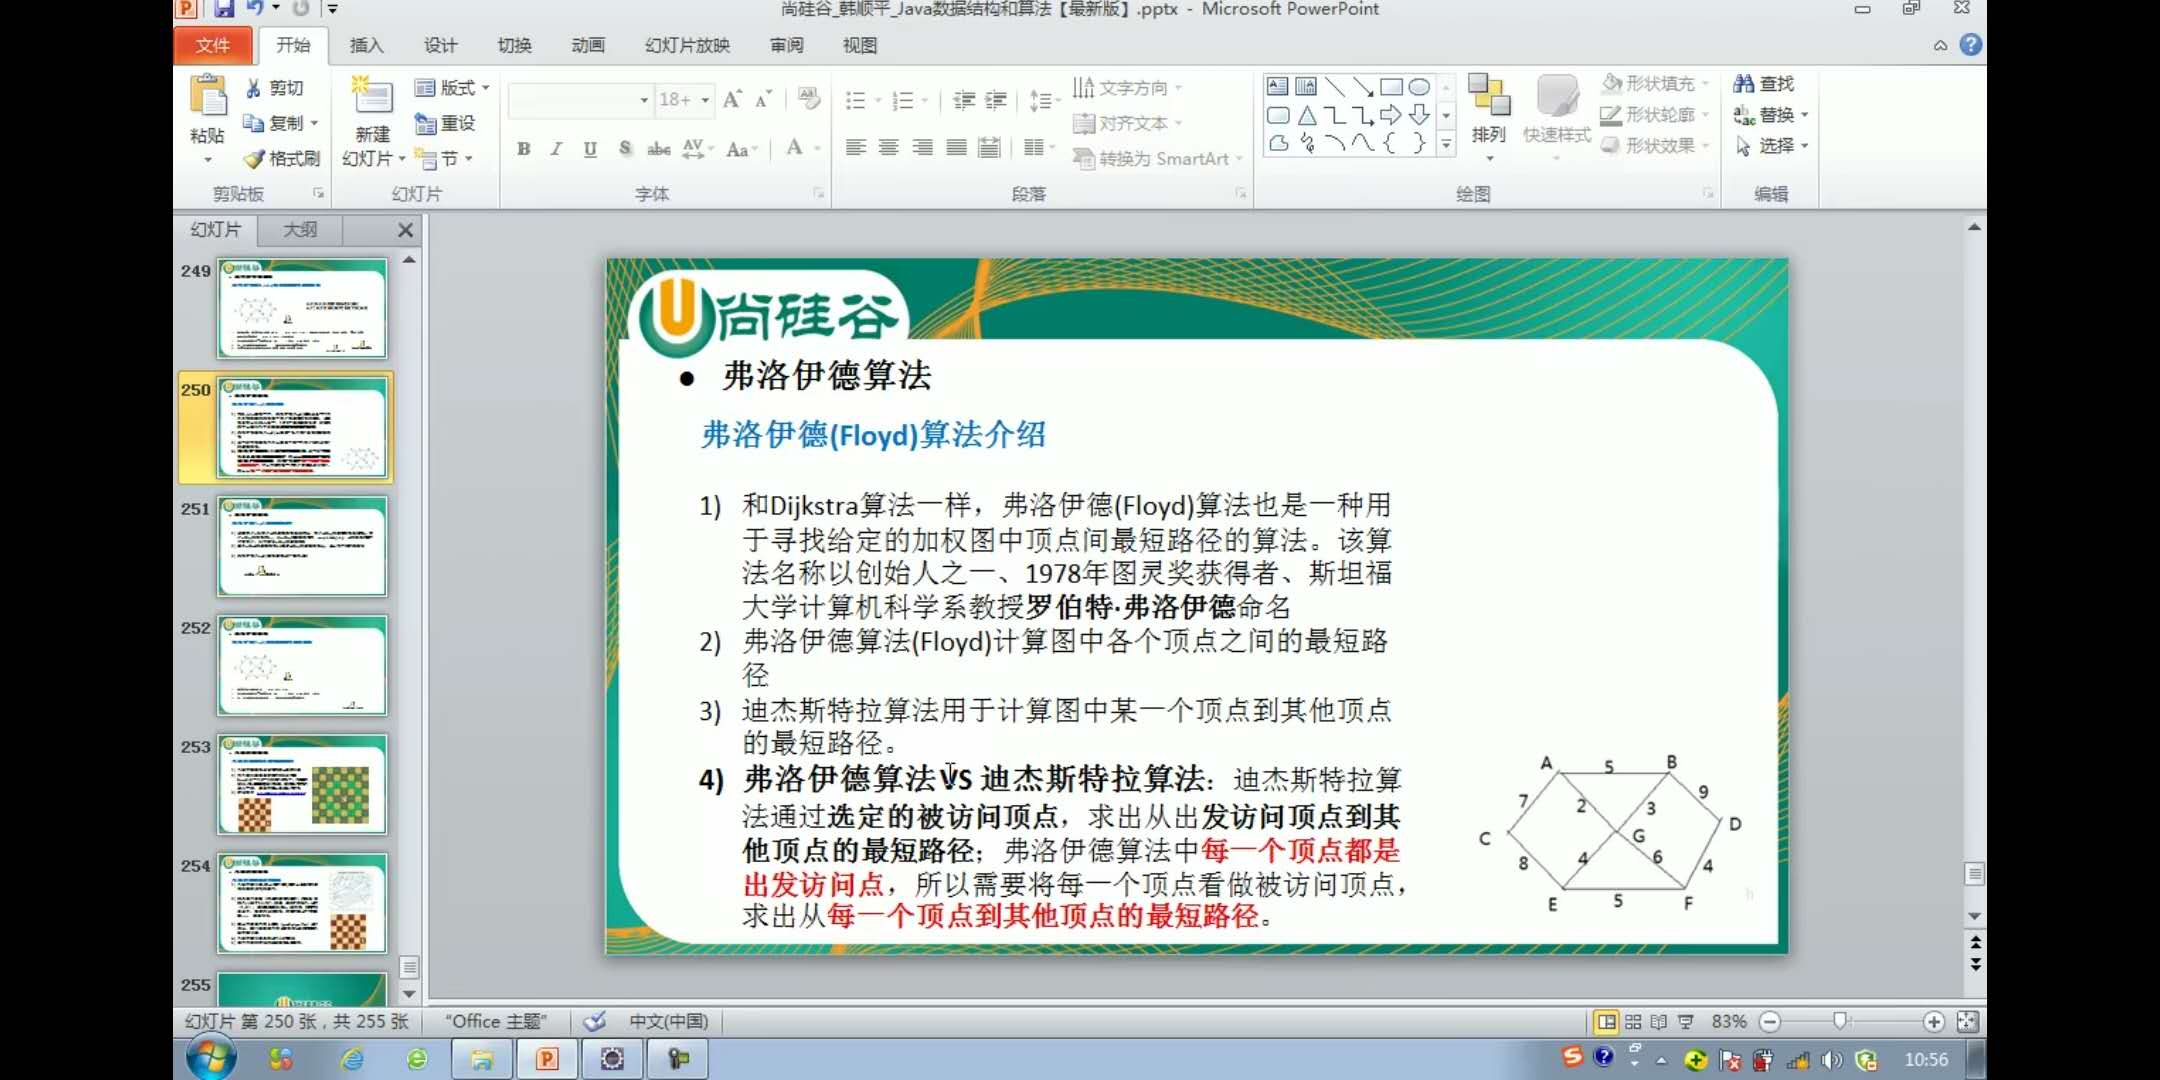 尚硅谷_韩顺平_Java数据结构和算法【最新版】.pptx - Microsoft PowerPoint
文件 开始 插入 设计 切换 动画 幻灯片放映 审阅 视图
粘贴
剪切
复制
格式刷
剪贴板
新建
幻灯片
版式
重设
节
幻灯片
18+
字体
文字方向
对齐文本
转换为 SmartArt
段落
排列
快速样式
形状填充
形状轮廓
形状效果
绘图
查找
替换
选择
编辑
幻灯片 大纲
249
250
251
252
253
254
255
尚硅谷
• 弗洛伊德算法
弗洛伊德(Floyd)算法介绍
1) 和Dijkstra算法一样，弗洛伊德(Floyd)算法也是一种用
于寻找给定的加权图中顶点间最短路径的算法。该算
法名称以创始人之一、1978年图灵奖获得者、斯坦福
大学计算机科学系教授罗伯特·弗洛伊德命名
2) 弗洛伊德算法(Floyd)计算图中各个顶点之间的最短路
径
3) 迪杰斯特拉算法用于计算图中某一个顶点到其他顶点
的最短路径。
4) 弗洛伊德算法VS 迪杰斯特拉算法：迪杰斯特拉算
法通过选定的被访问顶点，求出从出发访问顶点到其
他顶点的最短路径；弗洛伊德算法中每一个顶点都是
出发访问点，所以需要将每一个顶点看做被访问顶点，
求出从每一个顶点到其他顶点的最短路径。
A 5 B
7 2 3 9
C G D
8 4 6 4
E 5 F
幻灯片 第 250 张，共 255 张 "Office 主题" 中文(中国) 83%
10:56